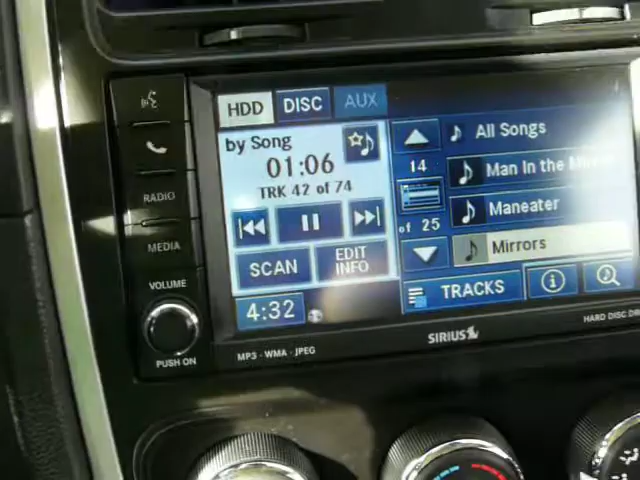 HDD DISC AUX
by Song
01:06
TRK 42 of 74
SCAN
EDIT
INFO
4:32
14
of 25
All Songs
Man In the
Maneater
Mirrors
TRACKS
RADIO
MEDIA
VOLUME
PUSH ON
MP3 · WMA · JPEG
SIRIUS
HARD DISC